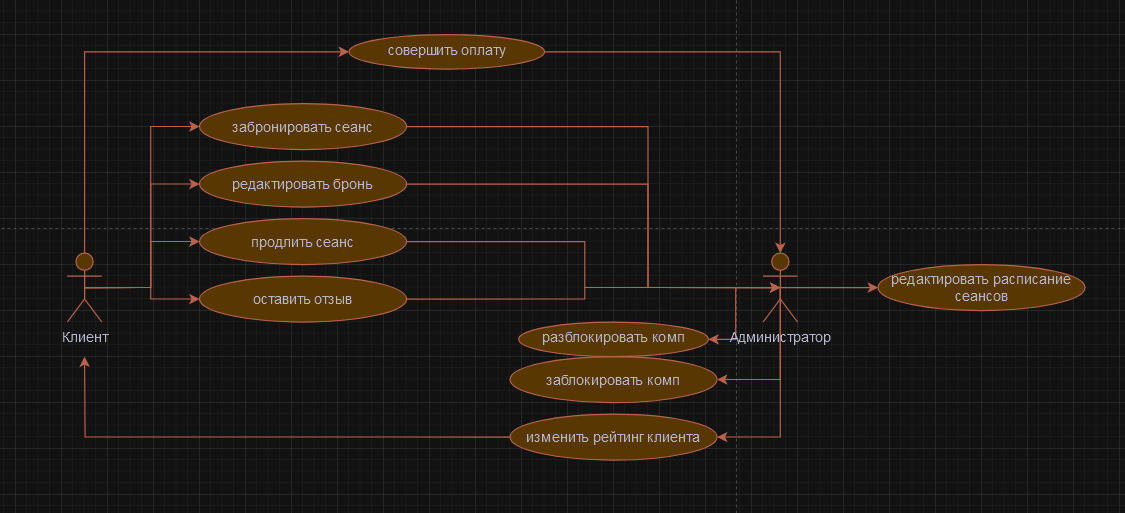 совершить оплату
забронировать сеанс
редактировать бронь
продлить сеанс
оставить отзыв
редактировать расписание
сеансов
Клиент
разблокировать комп
Администратор
заблокировать комп
изменить рейтинг клиента